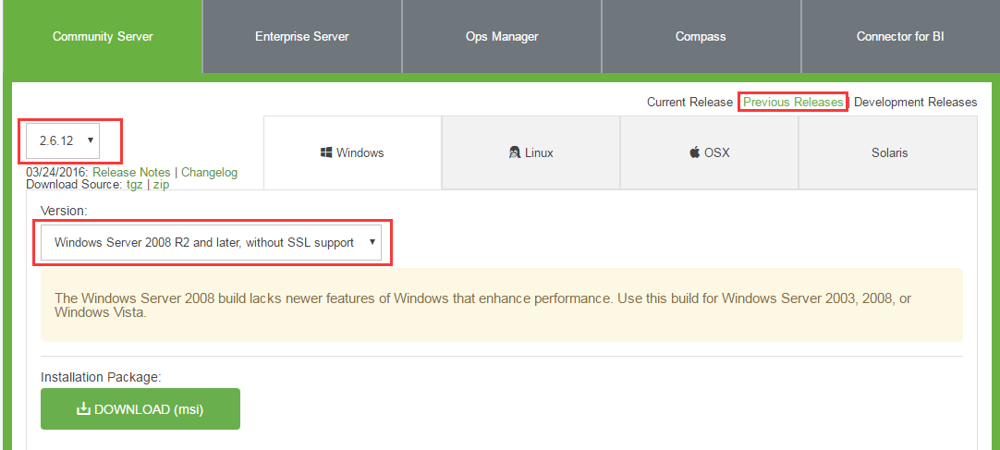 Community Server
Enterprise Server
Ops Manager
Compass
Connector for BI
Current Release | Previous Releases | Development Releases
2.6.12
03/24/2016: Release Notes | Changelog
Download Source: tgz | zip
Windows
Linux
OSX
Solaris
Version:
Windows Server 2008 R2 and later, without SSL support
The Windows Server 2008 build lacks newer features of Windows that enhance performance. Use this build for Windows Server 2003, 2008, or
Windows Vista.
Installation Package:
DOWNLOAD (msi)